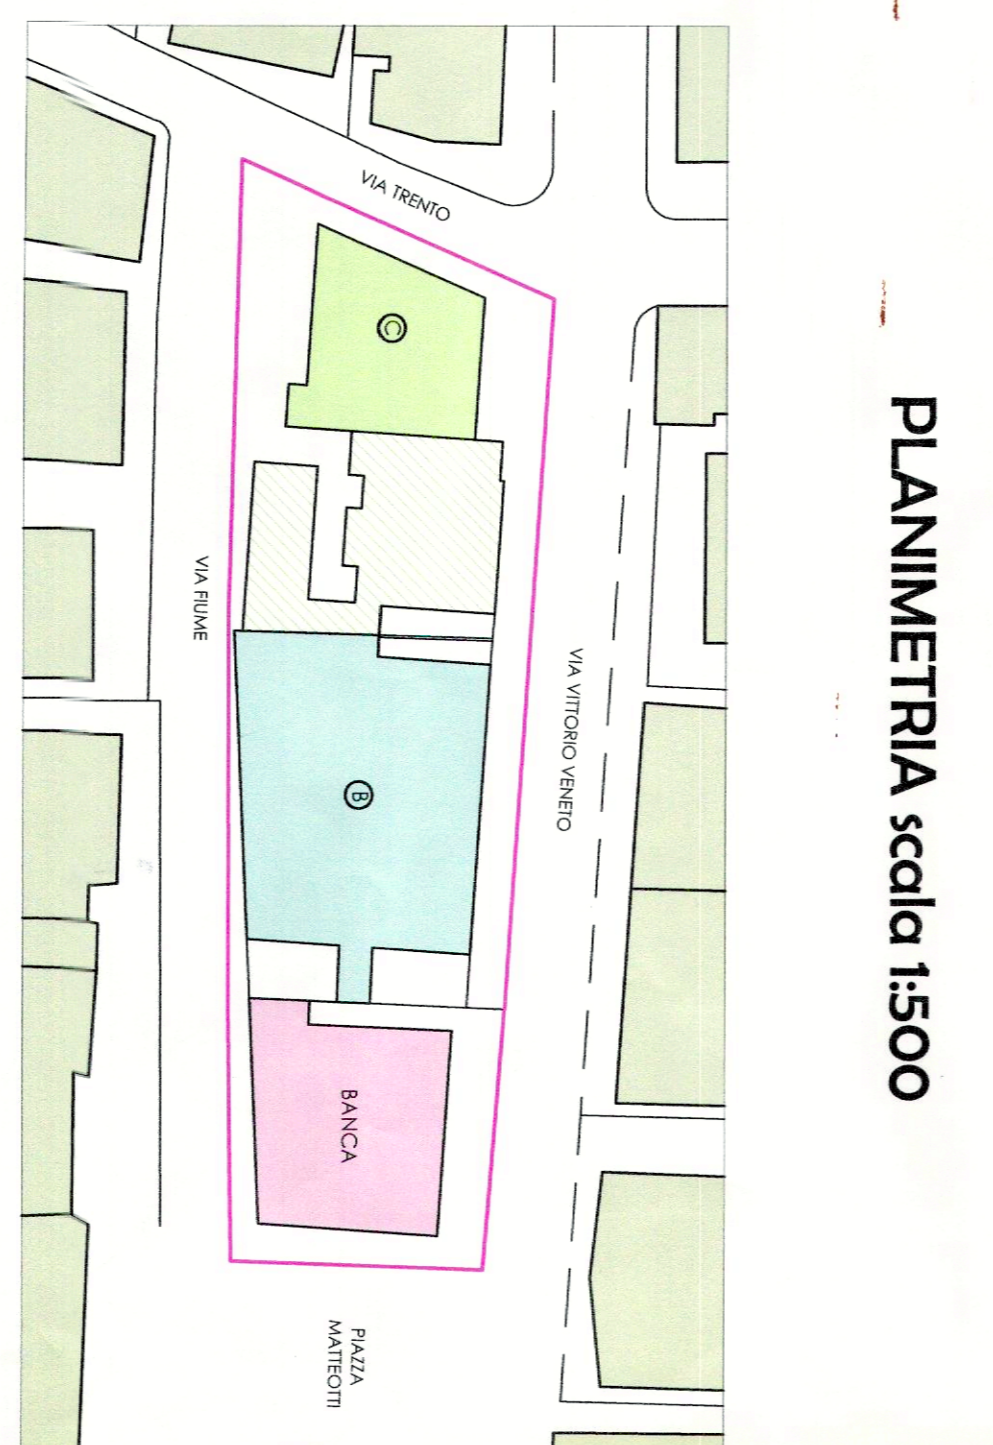 PLANIMETRIA scala 1:500
VIA TRENTO
C
VIA FIUME
VIA VITTORIO VENETO
B
BANCA
PIAZZA
MATTEOTTI